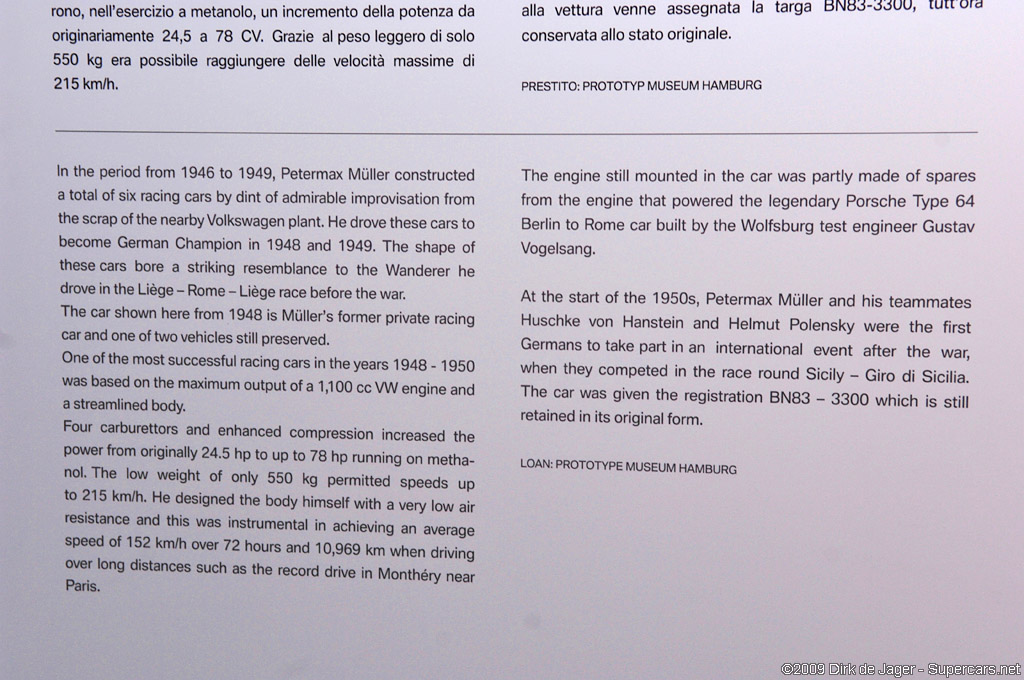 rono, nell'esercizio a metanolo, un incremento della potenza da
originariamente 24,5 a 78 CV. Grazie al peso leggero di solo
550 kg era possibile raggiungere delle velocità massime di
215 km/h.
alla vettura venne assegnata la targa BN83-3300, tutt'ora
conservata allo stato originale.
PRESTITO: PROTOTYP MUSEUM HAMBURG
In the period from 1946 to 1949, Petermax Müller constructed
a total of six racing cars by dint of admirable improvisation from
the scrap of the nearby Volkswagen plant. He drove these cars to
become German Champion in 1948 and 1949. The shape of
these cars bore a striking resemblance to the Wanderer he
drove in the Liège – Rome – Liège race before the war.
The car shown here from 1948 is Müller's former private racing
car and one of two vehicles still preserved.
One of the most successful racing cars in the years 1948 - 1950
was based on the maximum output of a 1,100 cc VW engine and
a streamlined body.
Four carburettors and enhanced compression increased the
power from originally 24.5 hp to up to 78 hp running on metha-
nol. The low weight of only 550 kg permitted speeds up
to 215 km/h. He designed the body himself with a very low air
resistance and this was instrumental in achieving an average
speed of 152 km/h over 72 hours and 10,969 km when driving
over long distances such as the record drive in Monthéry near
Paris.
The engine still mounted in the car was partly made of spares
from the engine that powered the legendary Porsche Type 64
Berlin to Rome car built by the Wolfsburg test engineer Gustav
Vogelsang.
At the start of the 1950s, Petermax Müller and his teammates
Huschke von Hanstein and Helmut Polensky were the first
Germans to take part in an international event after the war,
when they competed in the race round Sicily – Giro di Sicilia.
The car was given the registration BN83 – 3300 which is still
retained in its original form.
LOAN: PROTOTYPE MUSEUM HAMBURG
©2009 Dirk de Jager - Supercars.net